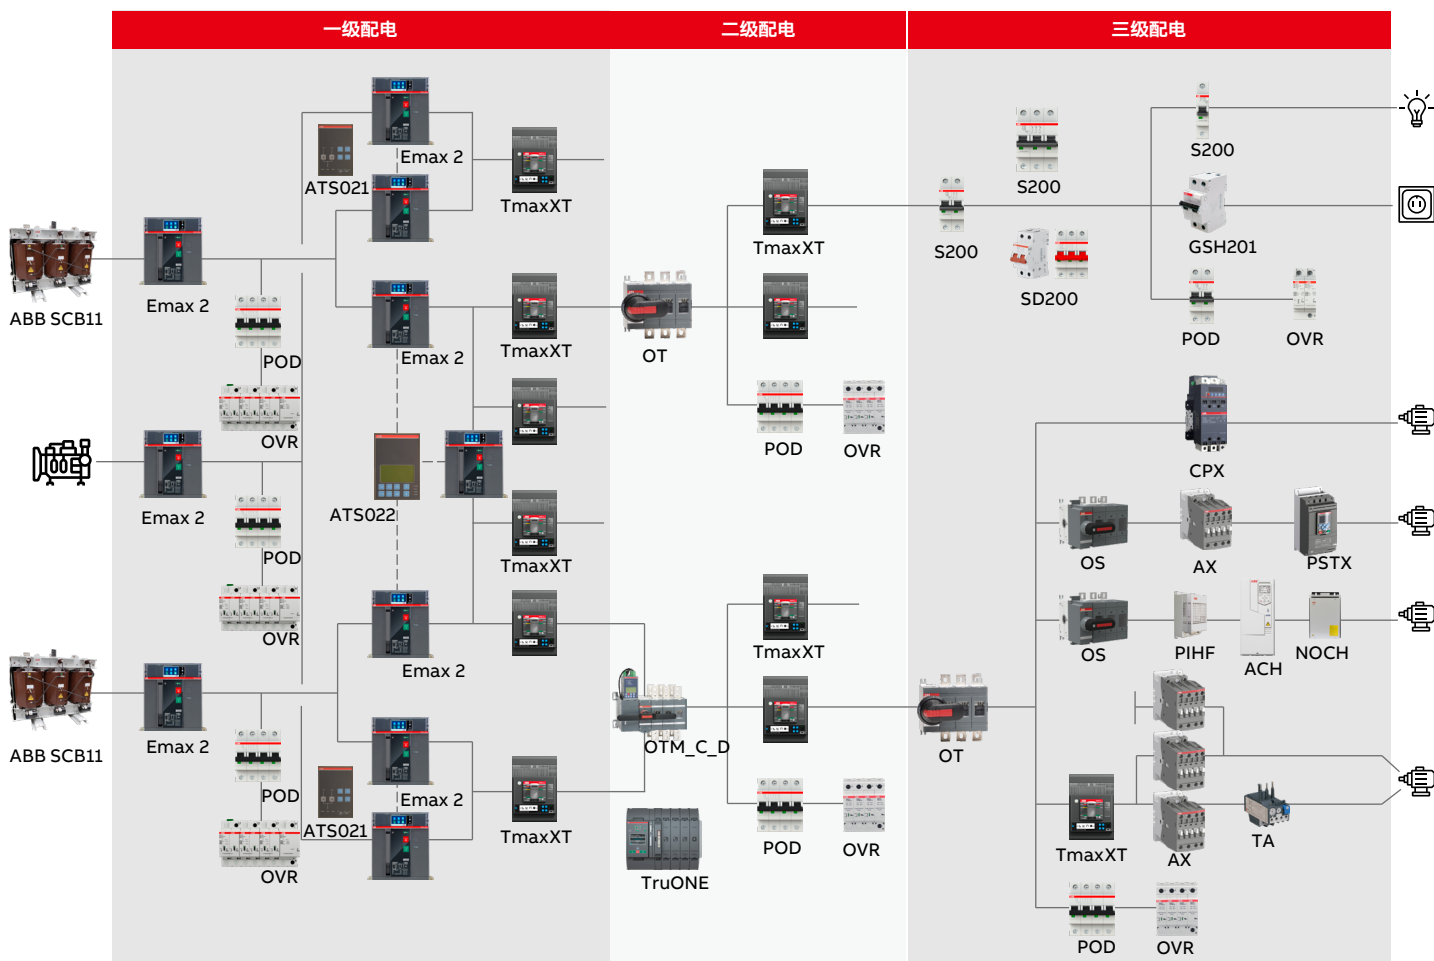 一级配电
二级配电
三级配电
Emax 2
ATS021
TmaxXT
ABB SCB11
Emax 2
POD
OVR
Emax 2
TmaxXT
Emax 2
POD
OVR
ATS022
TmaxXT
ABB SCB11
Emax 2
POD
OVR
Emax 2
ATS021
Emax 2
TmaxXT
OT
TmaxXT
POD
OVR
TmaxXT
OTM_C_D
TruONE
POD
OVR
S200
S200
SD200
S200
GSH201
POD
OVR
CPX
OS
AX
PSTX
OS
PIHF
ACH
NOCH
OT
TmaxXT
AX
TA
POD
OVR